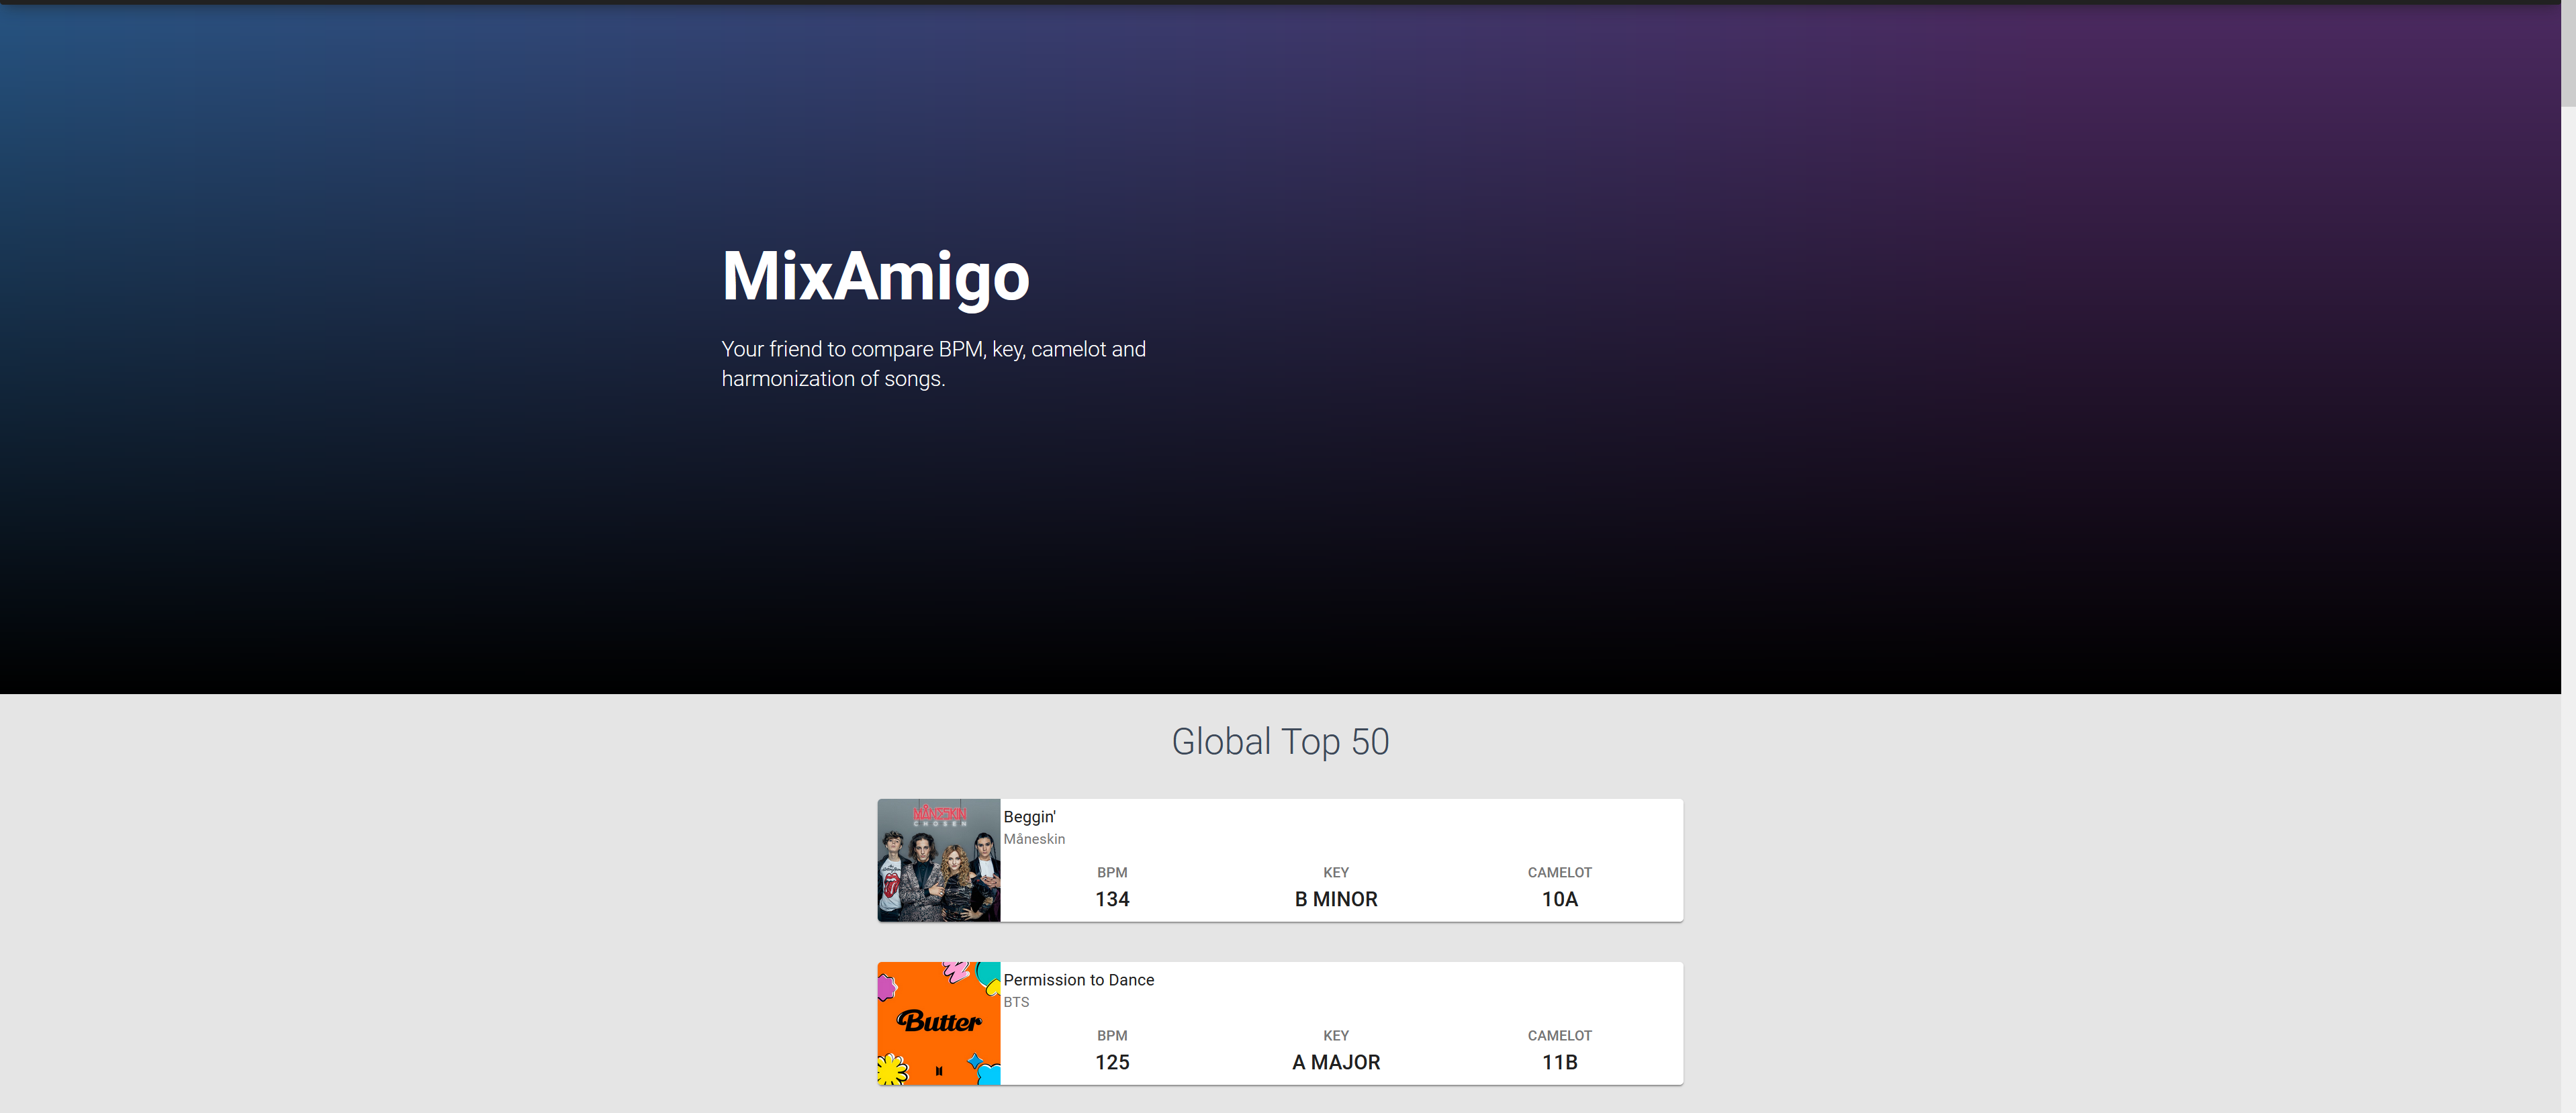 MixAmigo
Your friend to compare BPM, key, camelot and
harmonization of songs.
Global Top 50
MÅNESKIN
CHOSEN
Beggin'
Måneskin
BPM
KEY
CAMELOT
134
B MINOR
10A
Butter
Permission to Dance
BTS
BPM
KEY
CAMELOT
125
A MAJOR
11B